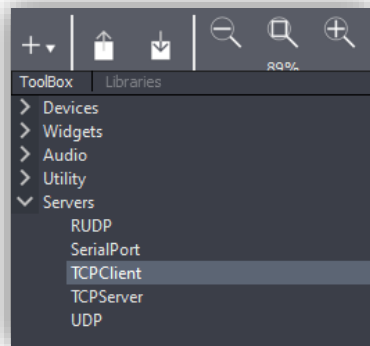 89%
ToolBox Libraries
Devices
Widgets
Audio
Utility
Servers
RUDP
SerialPort
TCPClient
TCPServer
UDP